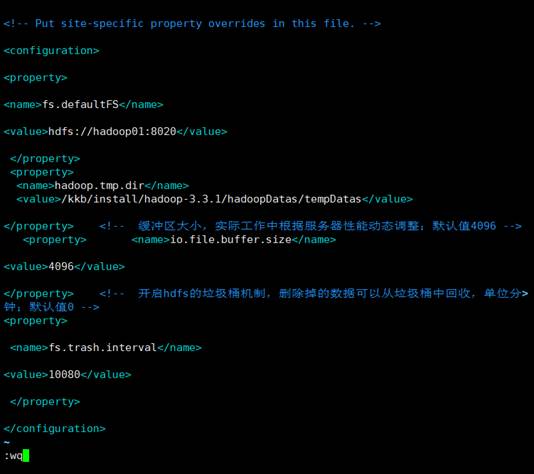 <!-- Put site-specific property overrides in this file. -->
<configuration>
<property>
<name>fs.defaultFS</name>
<value>hdfs://hadoop01:8020</value>
</property>
<property>
<name>hadoop.tmp.dir</name>
<value>/kkb/install/hadoop-3.3.1/hadoopDatas/tempDatas</value>
</property>    <!--  缓冲区大小，实际工作中根据服务器性能动态调整；默认值4096 -->
<property>       <name>io.file.buffer.size</name>
<value>4096</value>
</property>    <!--  开启hdfs的垃圾桶机制，删除掉的数据可以从垃圾桶中回收，单位分>
钟；默认值0 -->
<property>
<name>fs.trash.interval</name>
<value>10080</value>
</property>
</configuration>
~
:wq